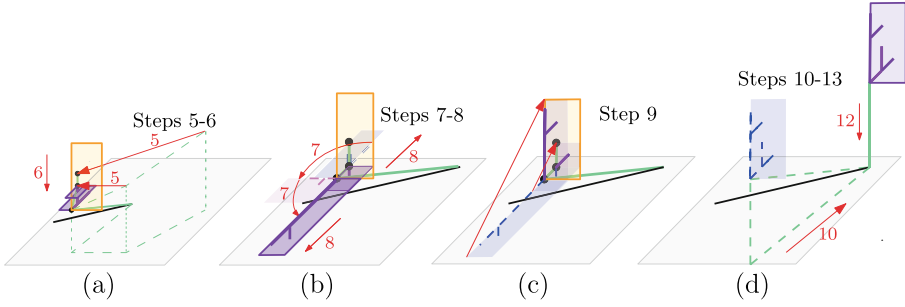 Steps 5-6
5
5
6
(a)
Steps 7-8
7
7
8
8
(b)
Step 9
(c)
Steps 10-13
12
10
(d)